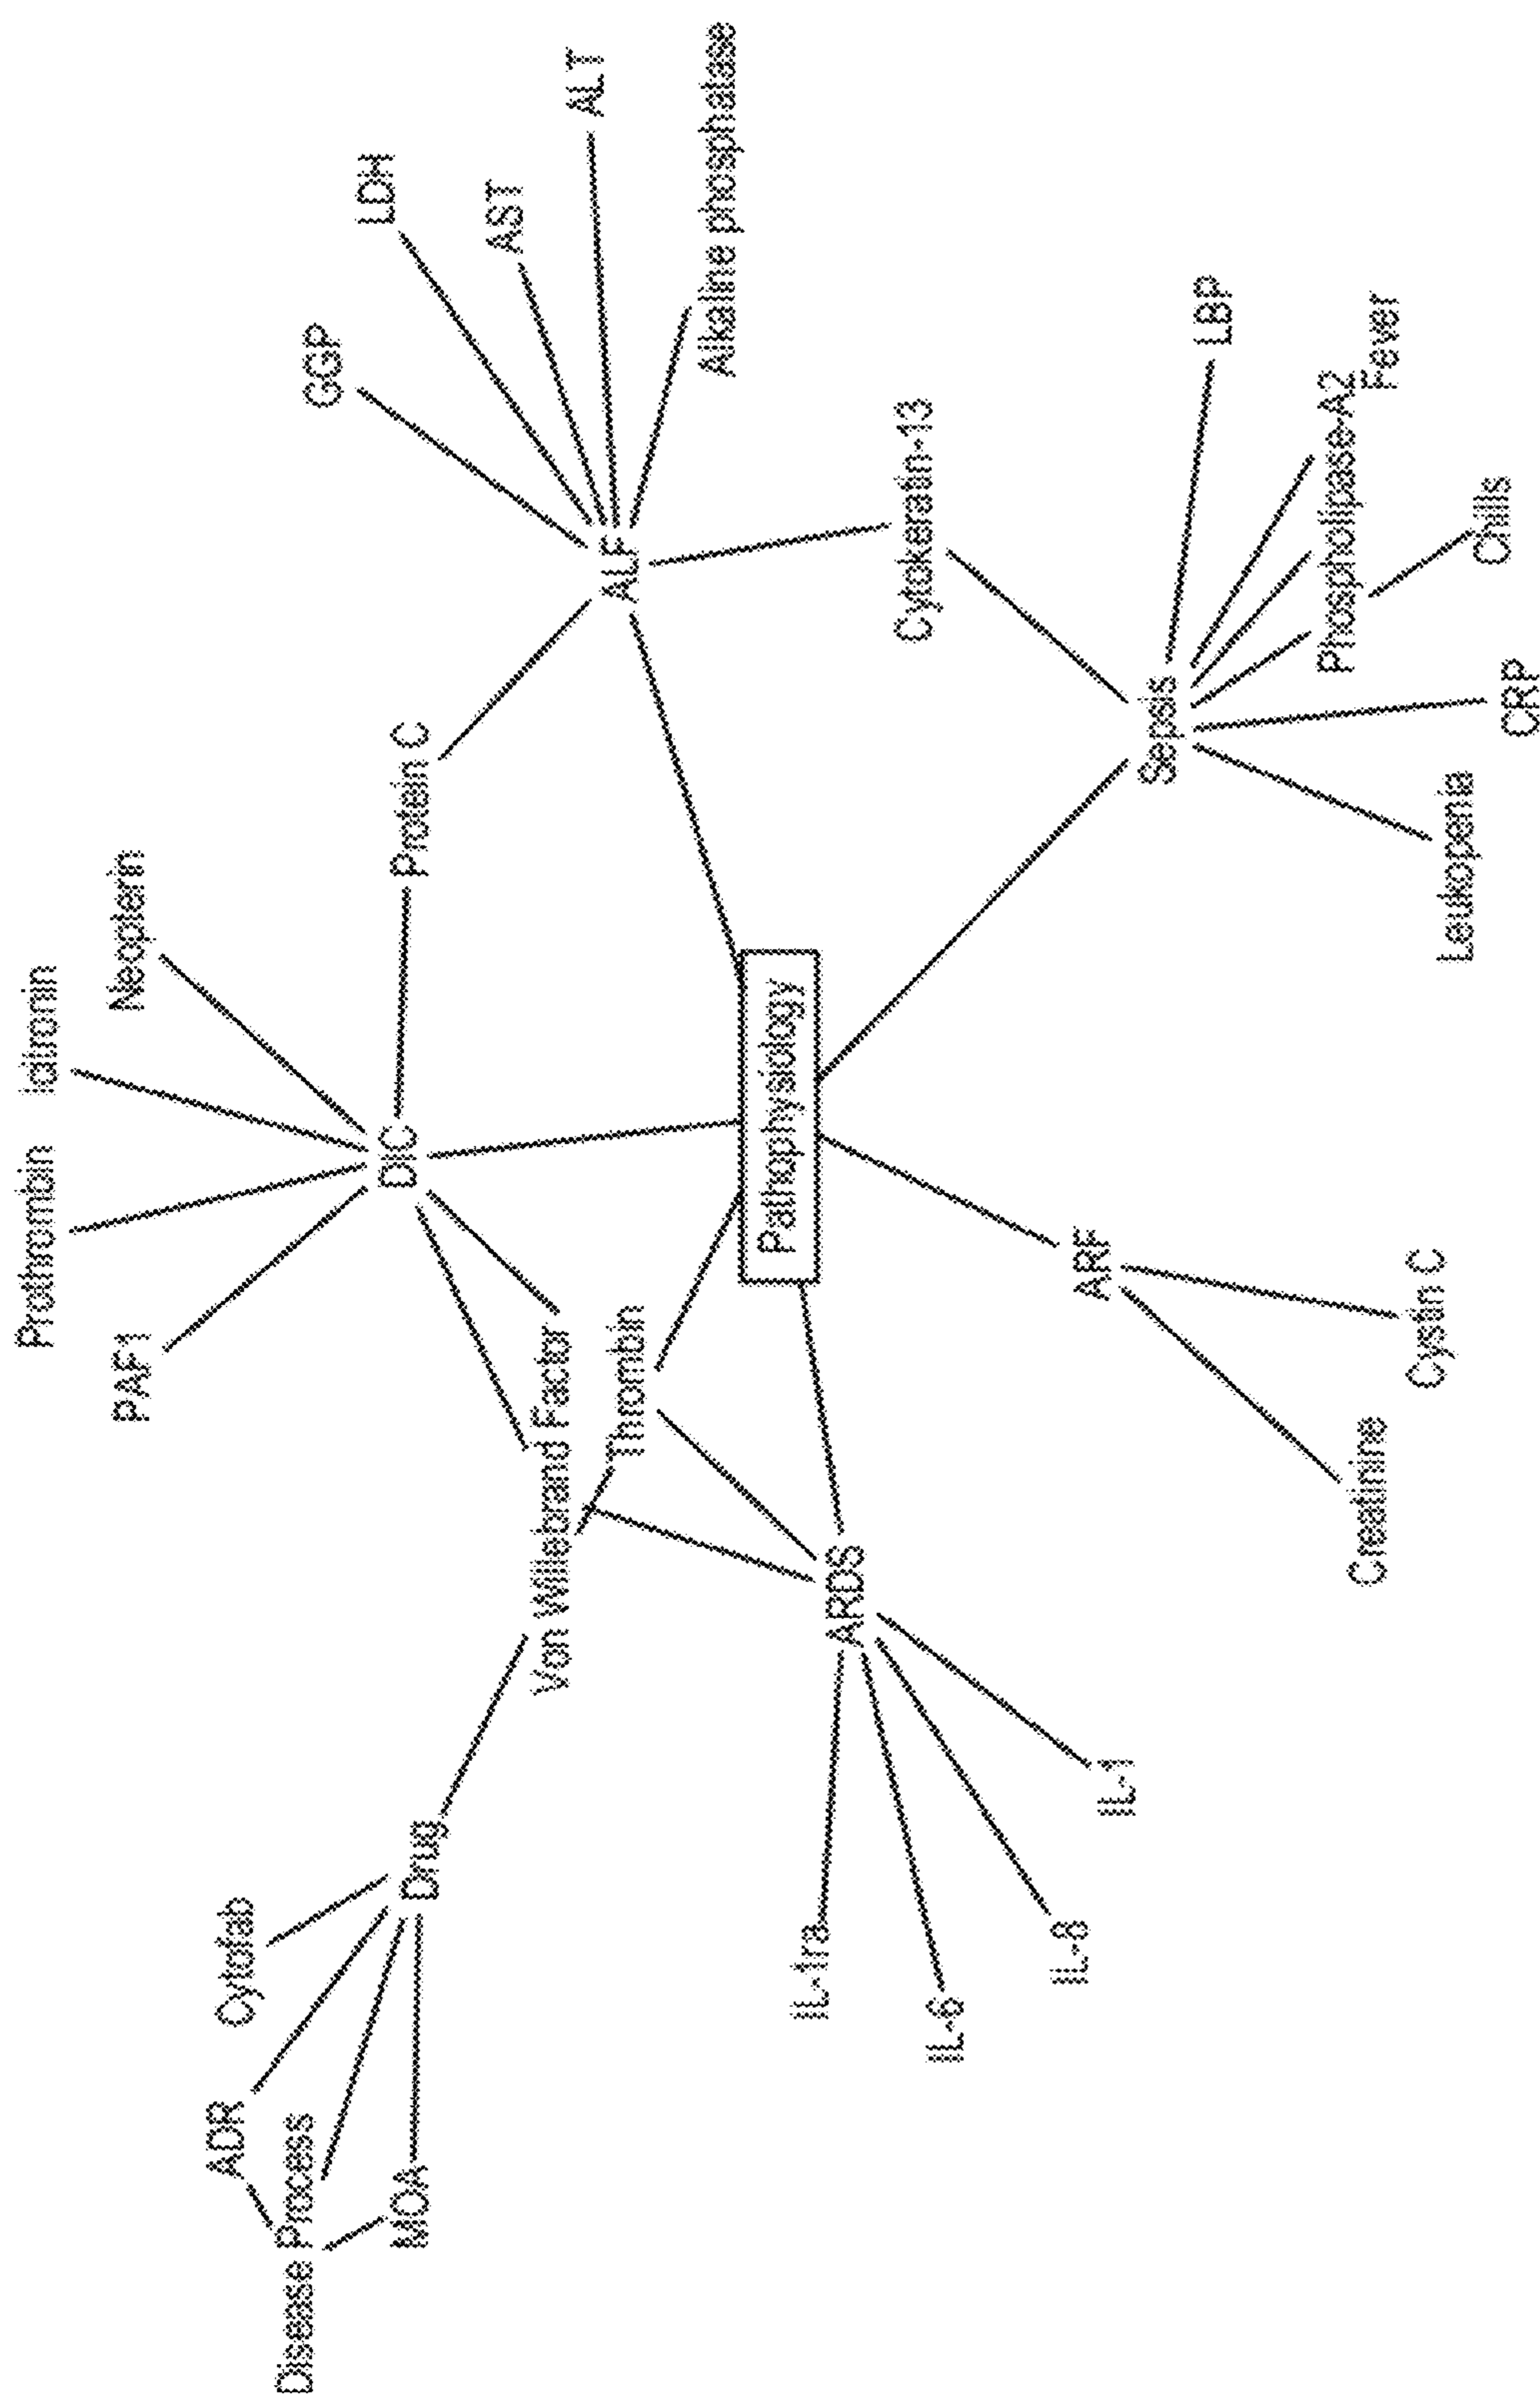 Prothrombin
PAF1
Neopterin
ADR
Cytofab
Disease Process
GGP
LDH
MOA
Drug
DIC
Protein C
AST
Von Willebrand Factor
ALT
Thrombin
ALF
Alkaline phosphatase
Pathophysiology
IL-1ra
ARDS
Cytokeratin-13
IL-6
IL-8
ARF
IL-1
Sepsis
LBP
Phospholipase-A2
Creatinine
Fever
Cystin C
Leukopenia
Chills
CRP